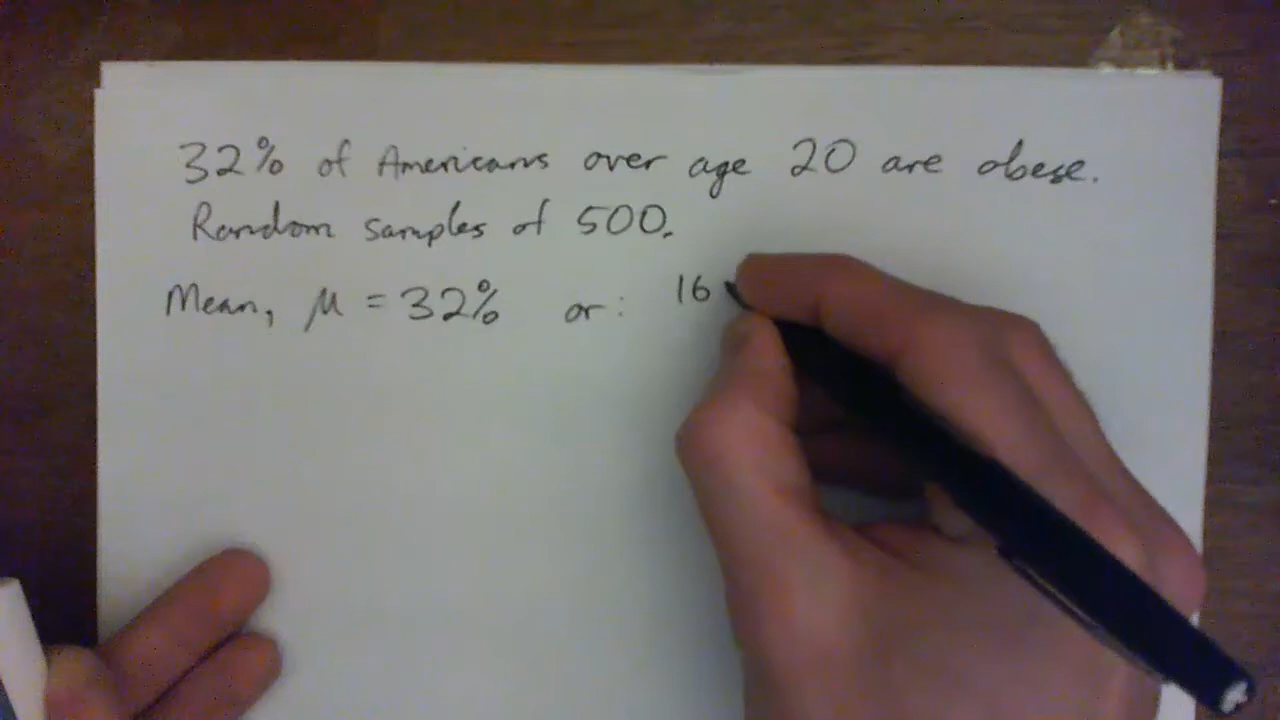 32% of Americans over age 20 are obese.
Random samples of 500.
Mean, μ = 32% or: 16